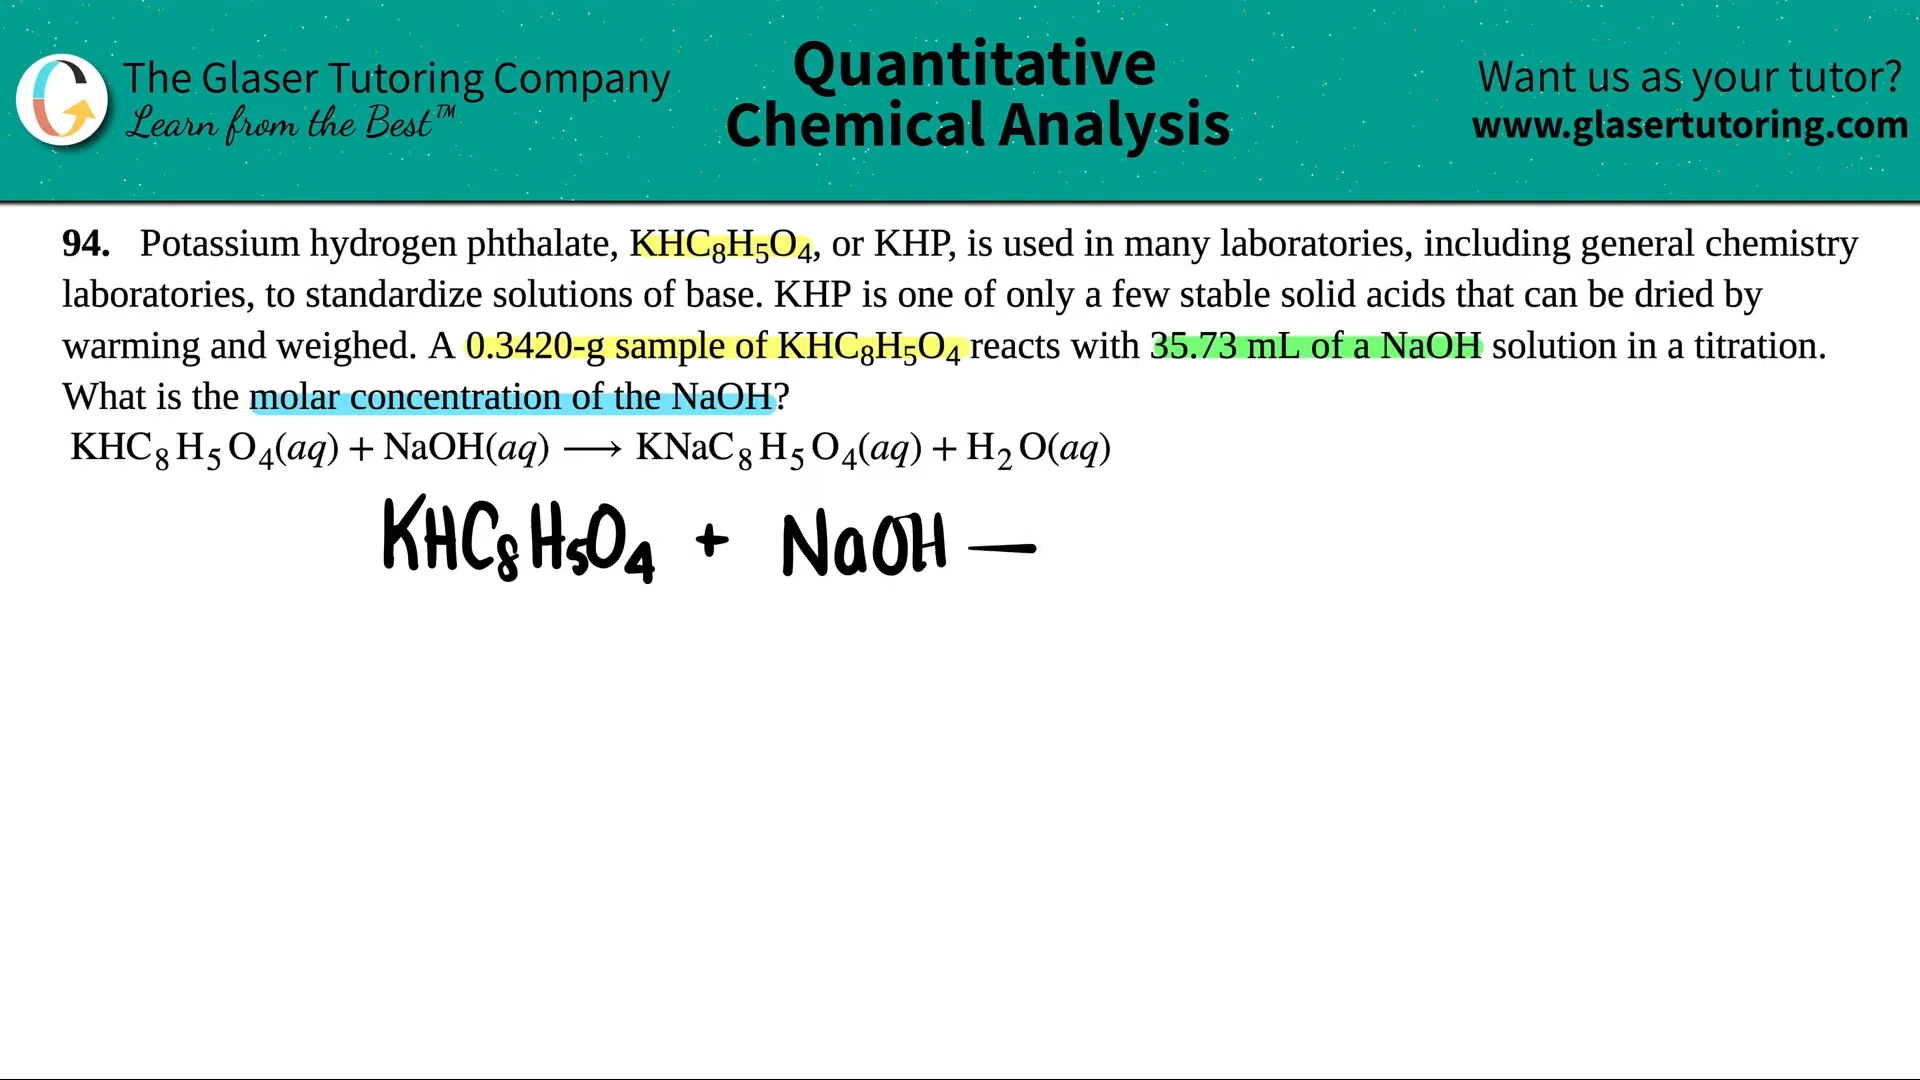 The Glaser Tutoring Company
Learn from the Best™
Quantitative
Chemical Analysis
Want us as your tutor?
www.glasertutoring.com
94. Potassium hydrogen phthalate, KHC₈H₅O₄, or KHP, is used in many laboratories, including general chemistry
laboratories, to standardize solutions of base. KHP is one of only a few stable solid acids that can be dried by
warming and weighed. A 0.3420-g sample of KHC₈H₅O₄ reacts with 35.73 mL of a NaOH solution in a titration.
What is the molar concentration of the NaOH?
KHC₈H₅O₄(aq) + NaOH(aq) ⟶ KNaC₈H₅O₄(aq) + H₂O(aq)
KHC₈H₅O₄ + NaOH —